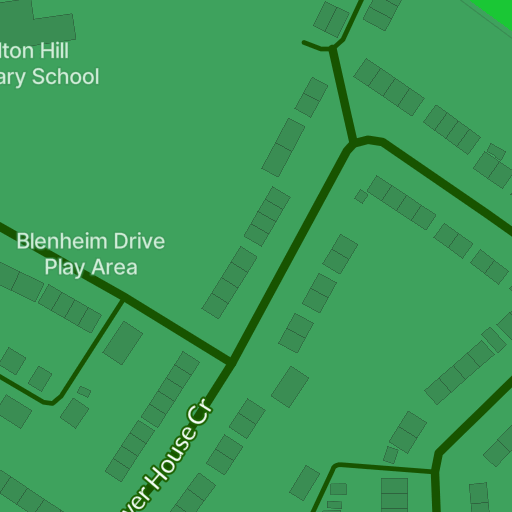 lton Hill
ary School
Blenheim Drive
Play Area
ver House Cr